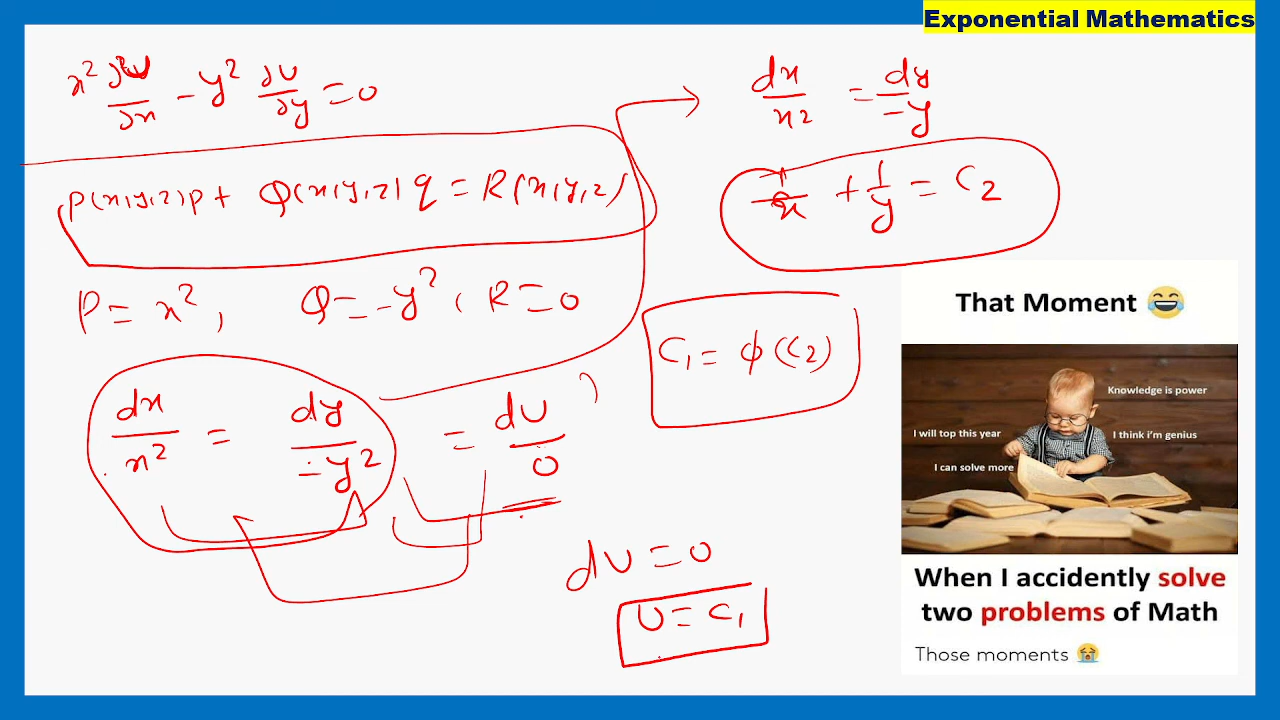 Exponential Mathematics
x² ∂U/∂x - y² ∂U/∂y = 0
P(x,y,z)p + Q(x,y,z)q = R(x,y,z)
P = x², Q = -y², R = 0
dx/x² = dy/-y² = dU/0
dU = 0
U = C₁
dx/x² = dy/-y
1/x + 1/y = C₂
C₁ = ϕ(C₂)
That Moment 😂
Knowledge is power
I will top this year
I think i'm genius
I can solve more
When I accidently solve
two problems of Math
Those moments 😭